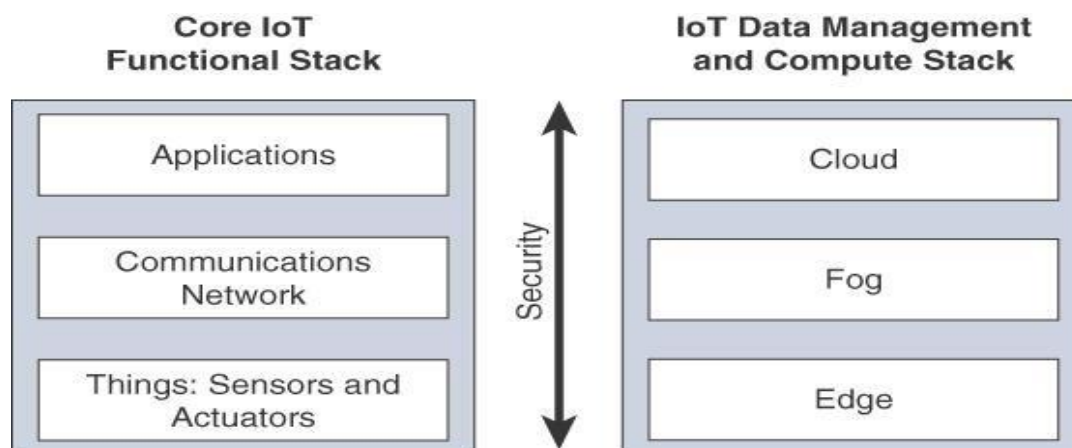 Core IoT
Functional Stack
Applications
Communications
Network
Things: Sensors and
Actuators
Security
IoT Data Management
and Compute Stack
Cloud
Fog
Edge